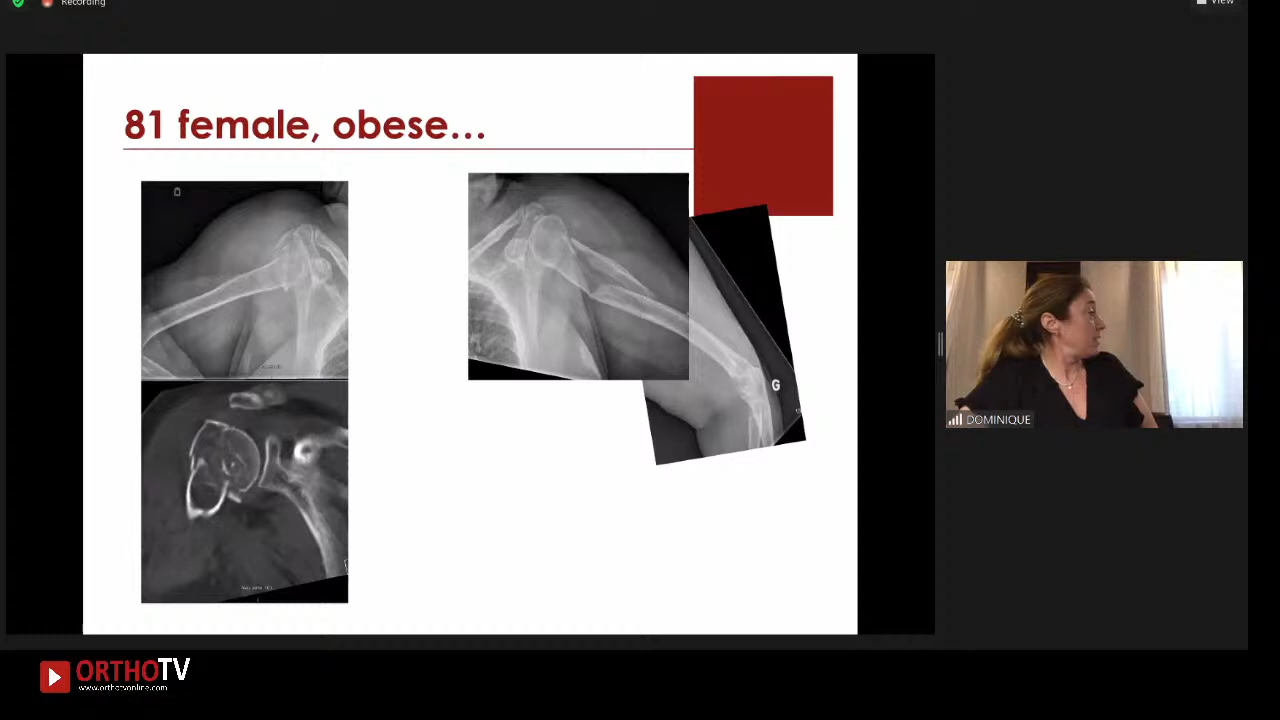 Recording
View
81 female, obese...
G
DOMINIQUE
ORTHOTV
www.orthotvonline.com